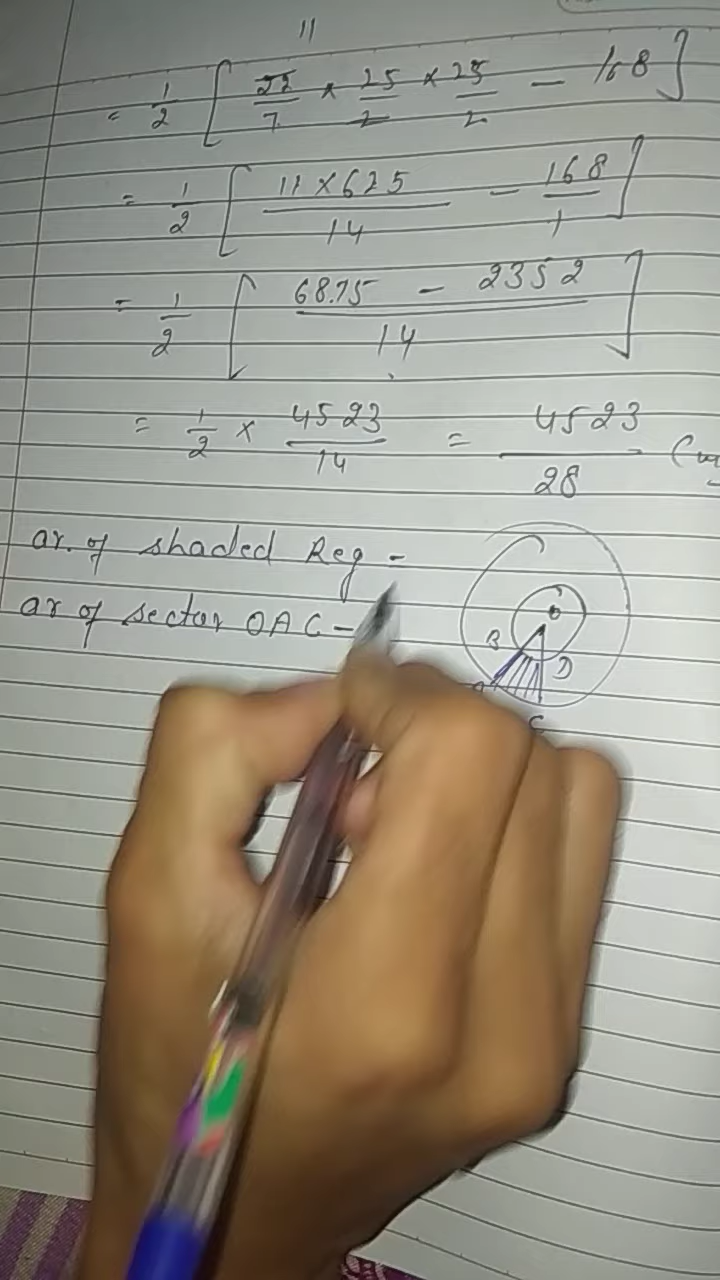 11
= 1/2 [ 22/7 × 25/2 × 25/2 — 168 ]
= 1/2 [ 11×625/14 - 168/1 ]
= 1/2 [ 6875 - 2352/14 ]
= 1/2 × 4523/14 = 4523/28
ar. of shaded Reg -
O
ar of sector OAC -
B
D
C